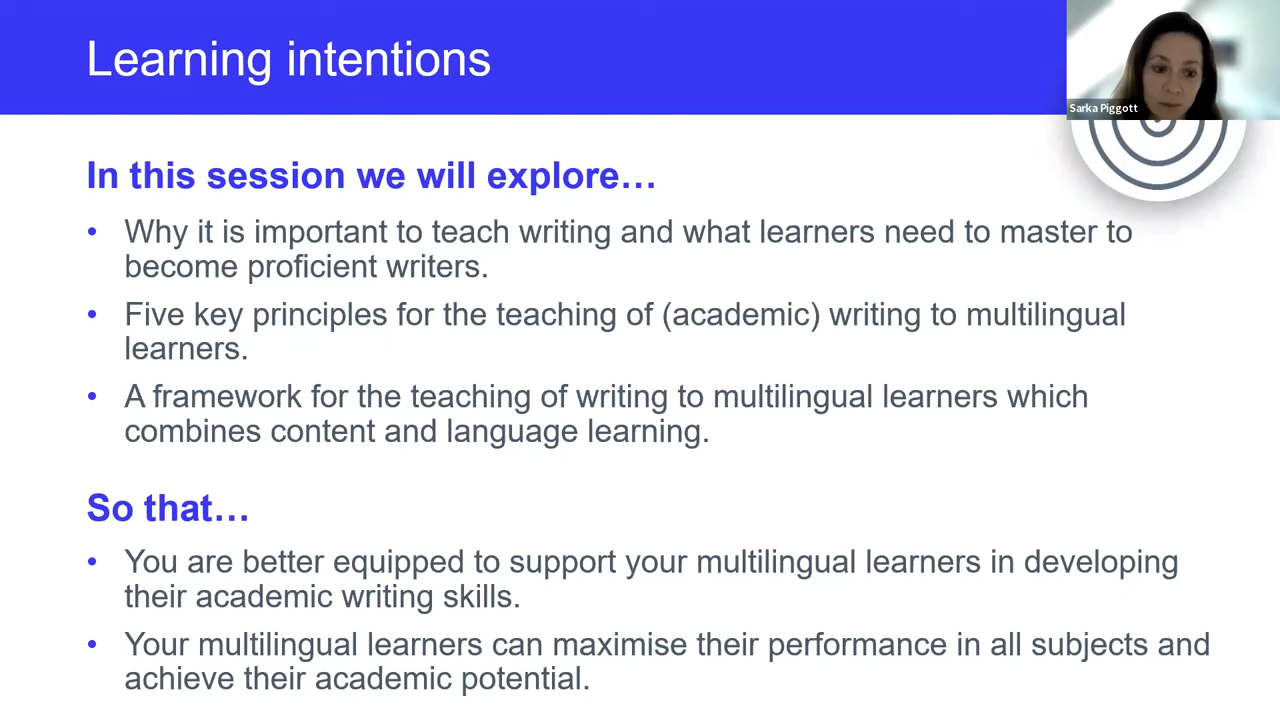 Learning intentions
Sarka Piggott
In this session we will explore…
• Why it is important to teach writing and what learners need to master to
become proficient writers.
• Five key principles for the teaching of (academic) writing to multilingual
learners.
• A framework for the teaching of writing to multilingual learners which
combines content and language learning.
So that…
• You are better equipped to support your multilingual learners in developing
their academic writing skills.
• Your multilingual learners can maximise their performance in all subjects and
achieve their academic potential.